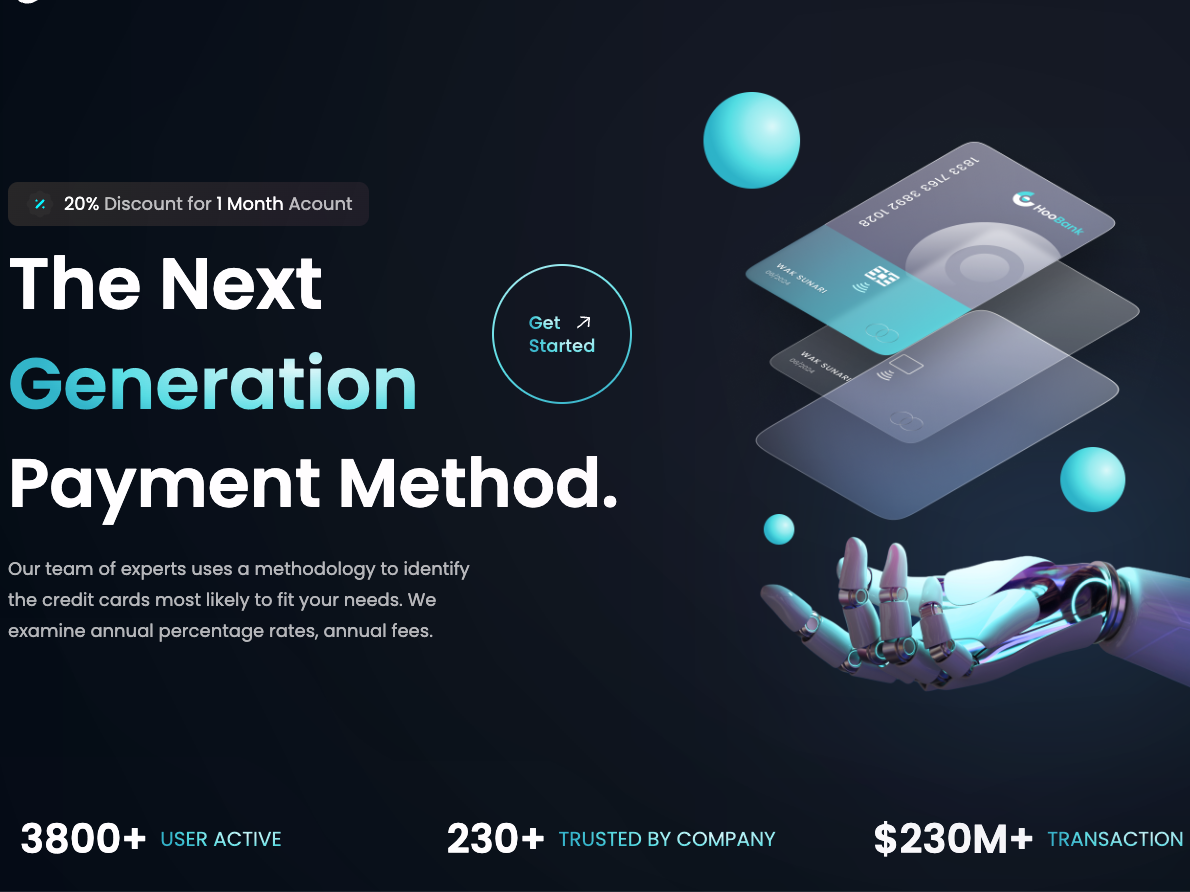 20% Discount for 1 Month Acount
The Next
Generation
Payment Method.
Get
Started
Our team of experts uses a methodology to identify
the credit cards most likely to fit your needs. We
examine annual percentage rates, annual fees.
1833 7163 3892 1028
HooBank
WAK SUNARI
06/2024
WAK SUNARI
06/2024
3800+ USER ACTIVE
230+ TRUSTED BY COMPANY
$230M+ TRANSACTION